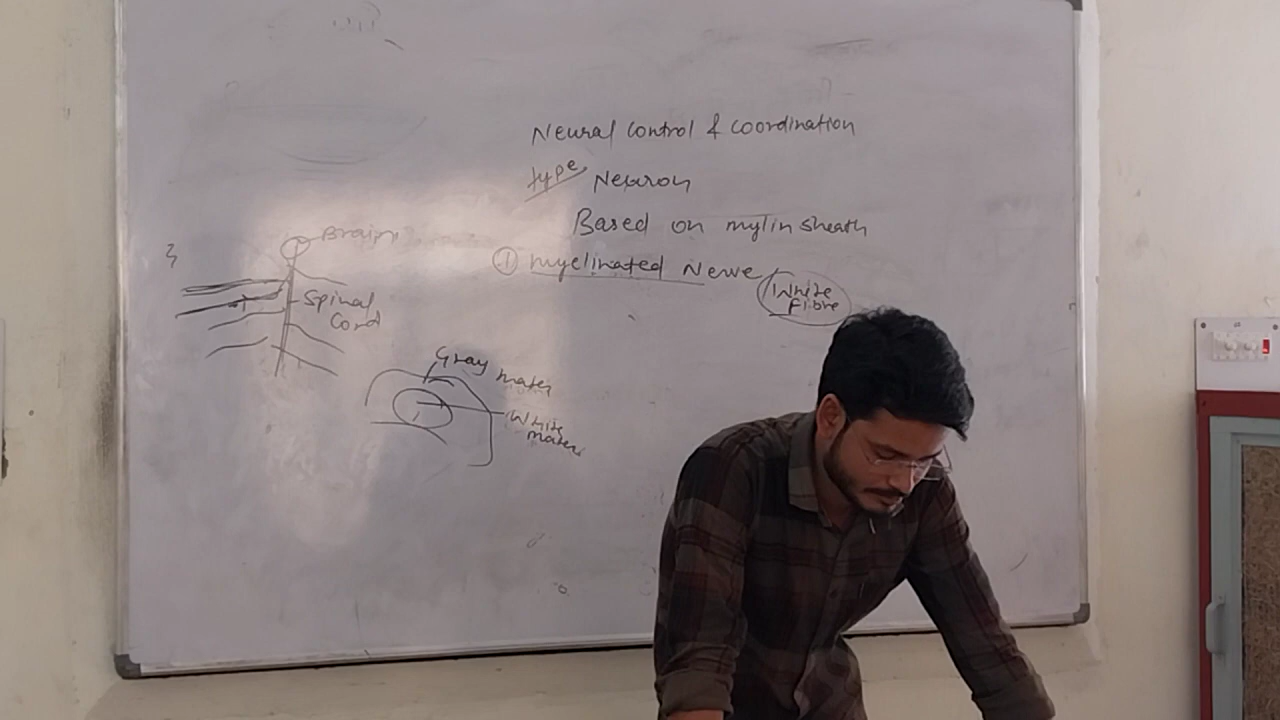 Neural control & coordination
type Neuron
Based on mylin sheath
① myelinated Nerve
White
Fibre
Brain
Spinal
Cord
Gray mater
White
mater